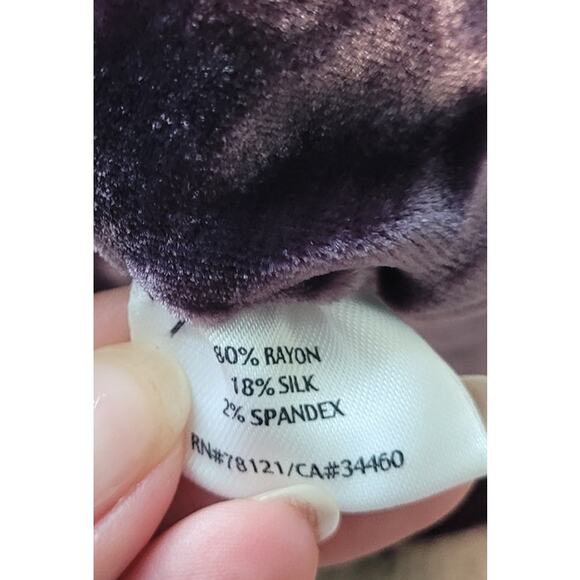 80% RAYON
18% SILK
2% SPANDEX
RN#78121/CA#34460